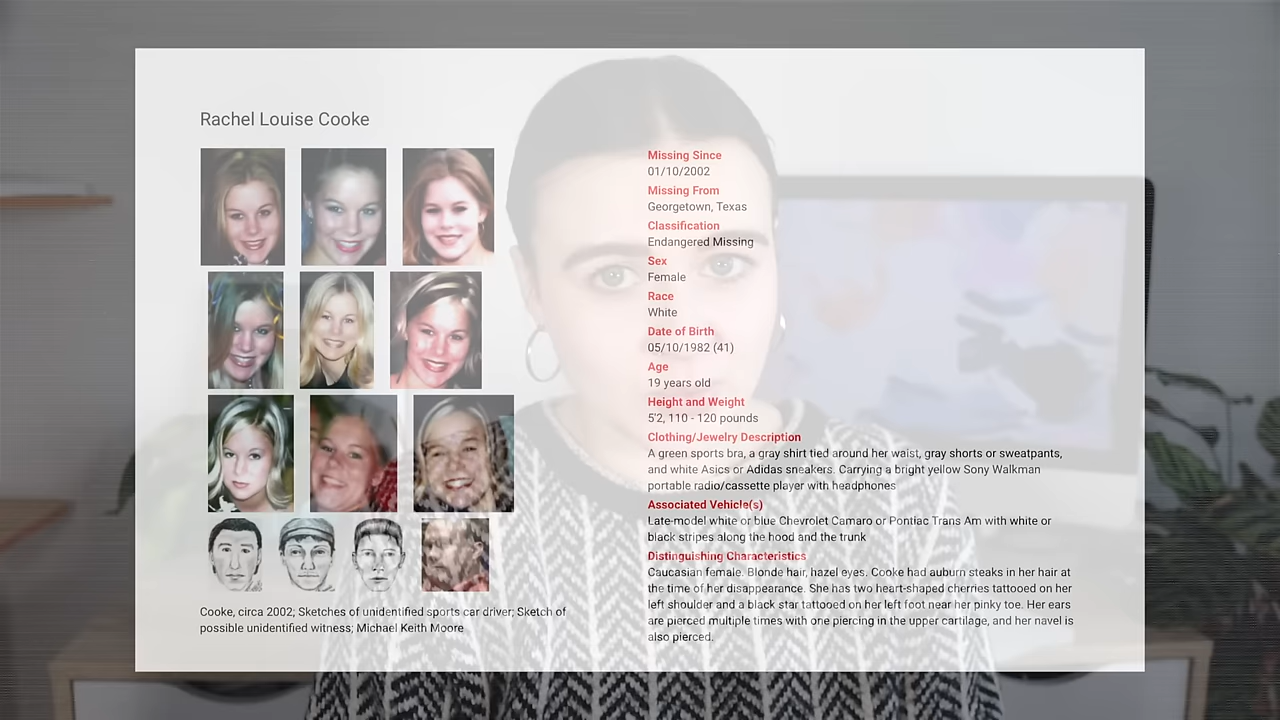 Rachel Louise Cooke
Cooke, circa 2002; Sketches of unidentified sports car driver; Sketch of
possible unidentified witness; Michael Keith Moore
Missing Since
01/10/2002
Missing From
Georgetown, Texas
Classification
Endangered Missing
Sex
Female
Race
White
Date of Birth
05/10/1982 (41)
Age
19 years old
Height and Weight
5'2, 110 - 120 pounds
Clothing/Jewelry Description
A green sports bra, a gray shirt tied around her waist, gray shorts or sweatpants,
and white Asics or Adidas sneakers. Carrying a bright yellow Sony Walkman
portable radio/cassette player with headphones
Associated Vehicle(s)
Late-model white or blue Chevrolet Camaro or Pontiac Trans Am with white or
black stripes along the hood and the trunk
Distinguishing Characteristics
Caucasian female. Blonde hair, hazel eyes. Cooke had auburn steaks in her hair at
the time of her disappearance. She has two heart-shaped cherries tattooed on her
left shoulder and a black star tattooed on her left foot near her pinky toe. Her ears
are pierced multiple times with one piercing in the upper cartilage, and her navel is
also pierced.